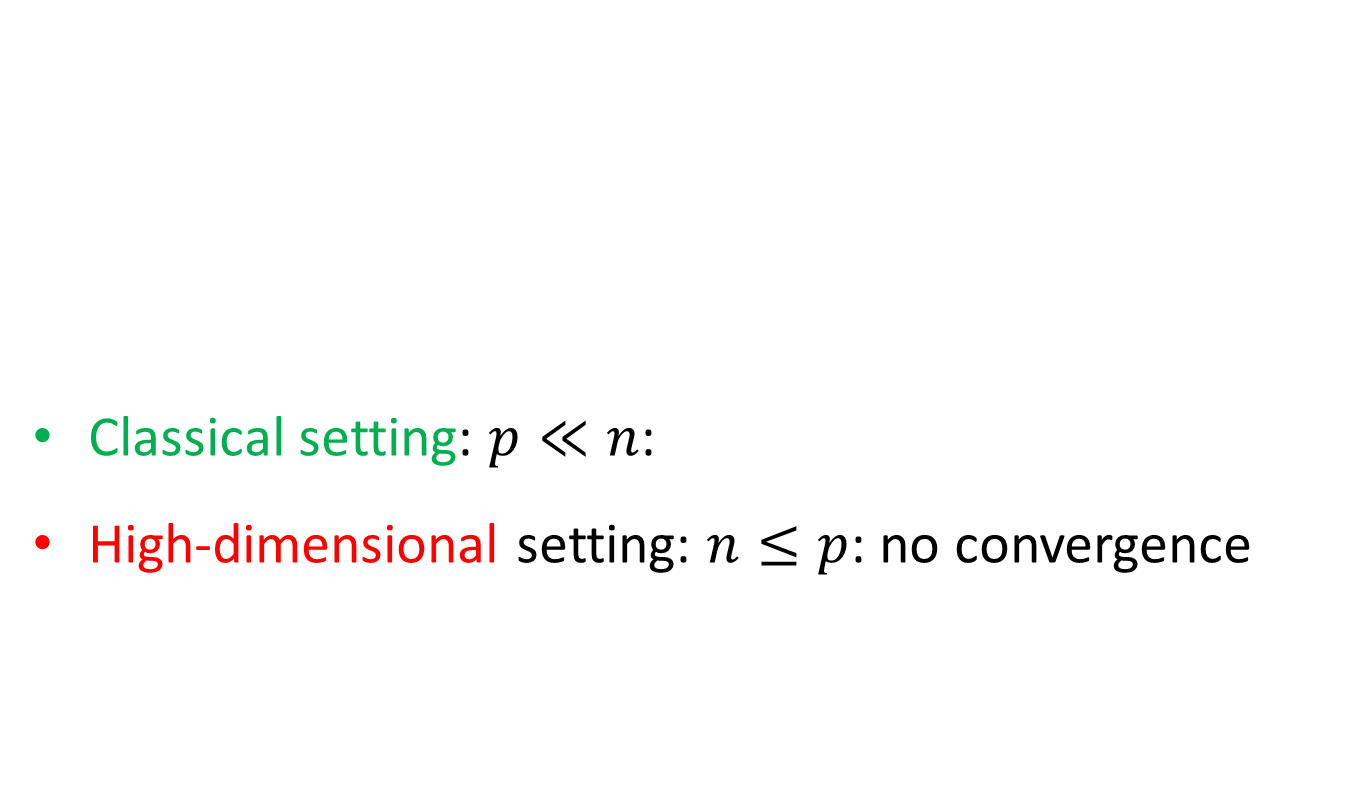 • Classical setting: 𝑝 ≪ 𝑛:
• High-dimensional setting: 𝑛 ≤ 𝑝: no convergence